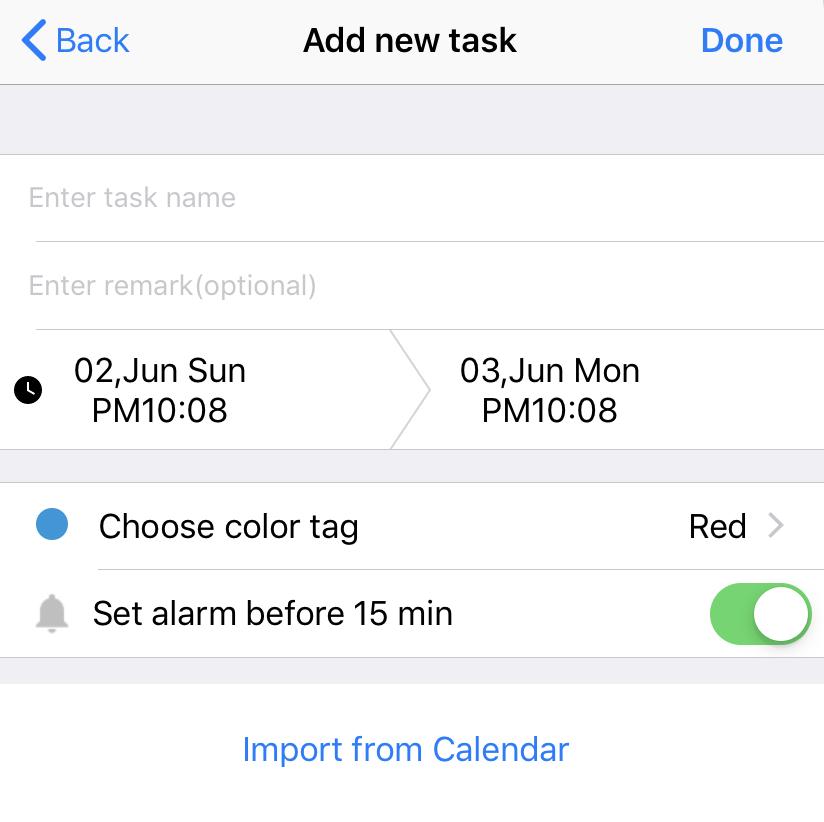 Back
Add new task
Done
Enter task name
Enter remark(optional)
02,Jun Sun
PM10:08
03,Jun Mon
PM10:08
Choose color tag
Red
Set alarm before 15 min
Import from Calendar